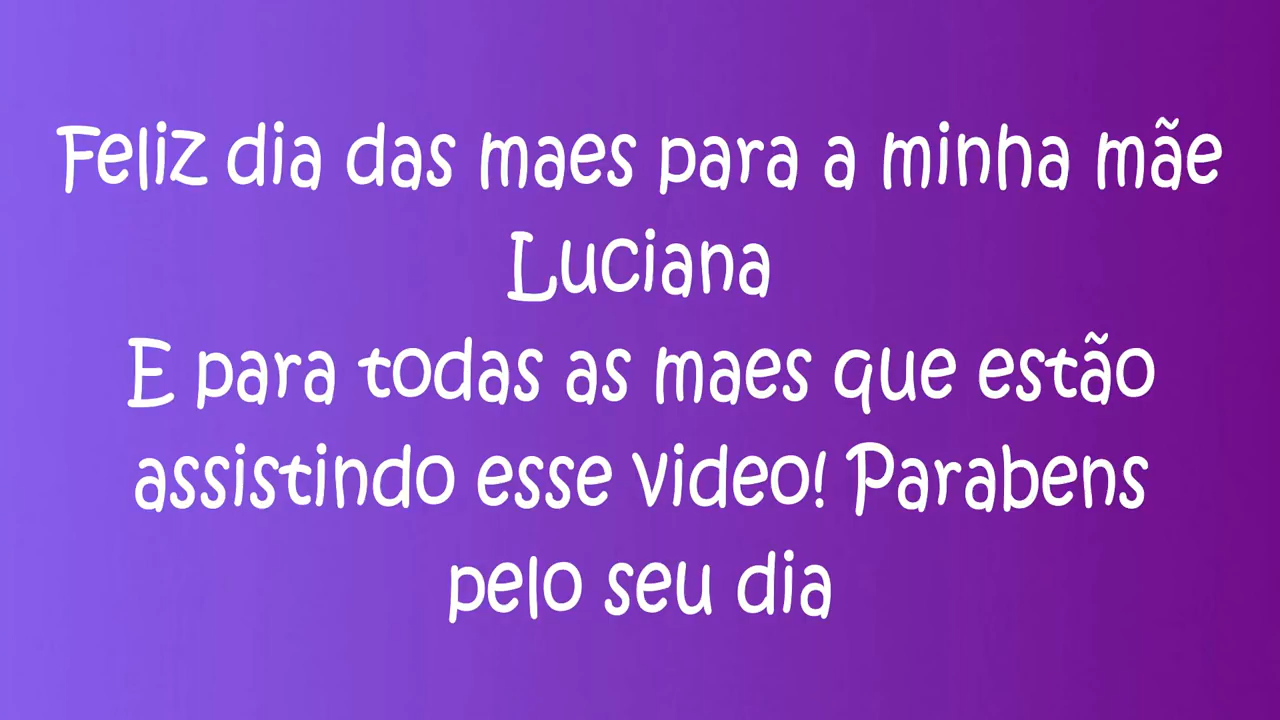 Feliz dia das maes para a minha mãe
Luciana
E para todas as maes que estão
assistindo esse video! Parabens
pelo seu dia